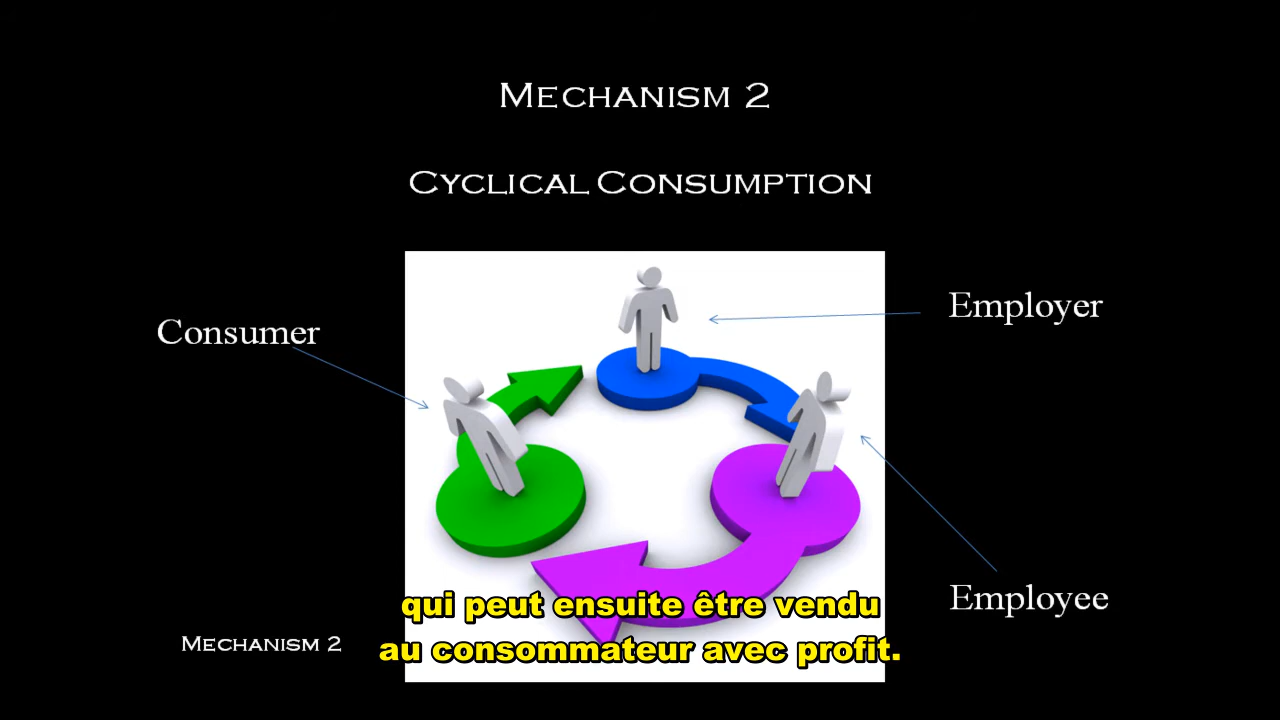 Mechanism 2
Cyclical Consumption
Employer
Consumer
Employee
qui peut ensuite être vendu
au consommateur avec profit.
Mechanism 2